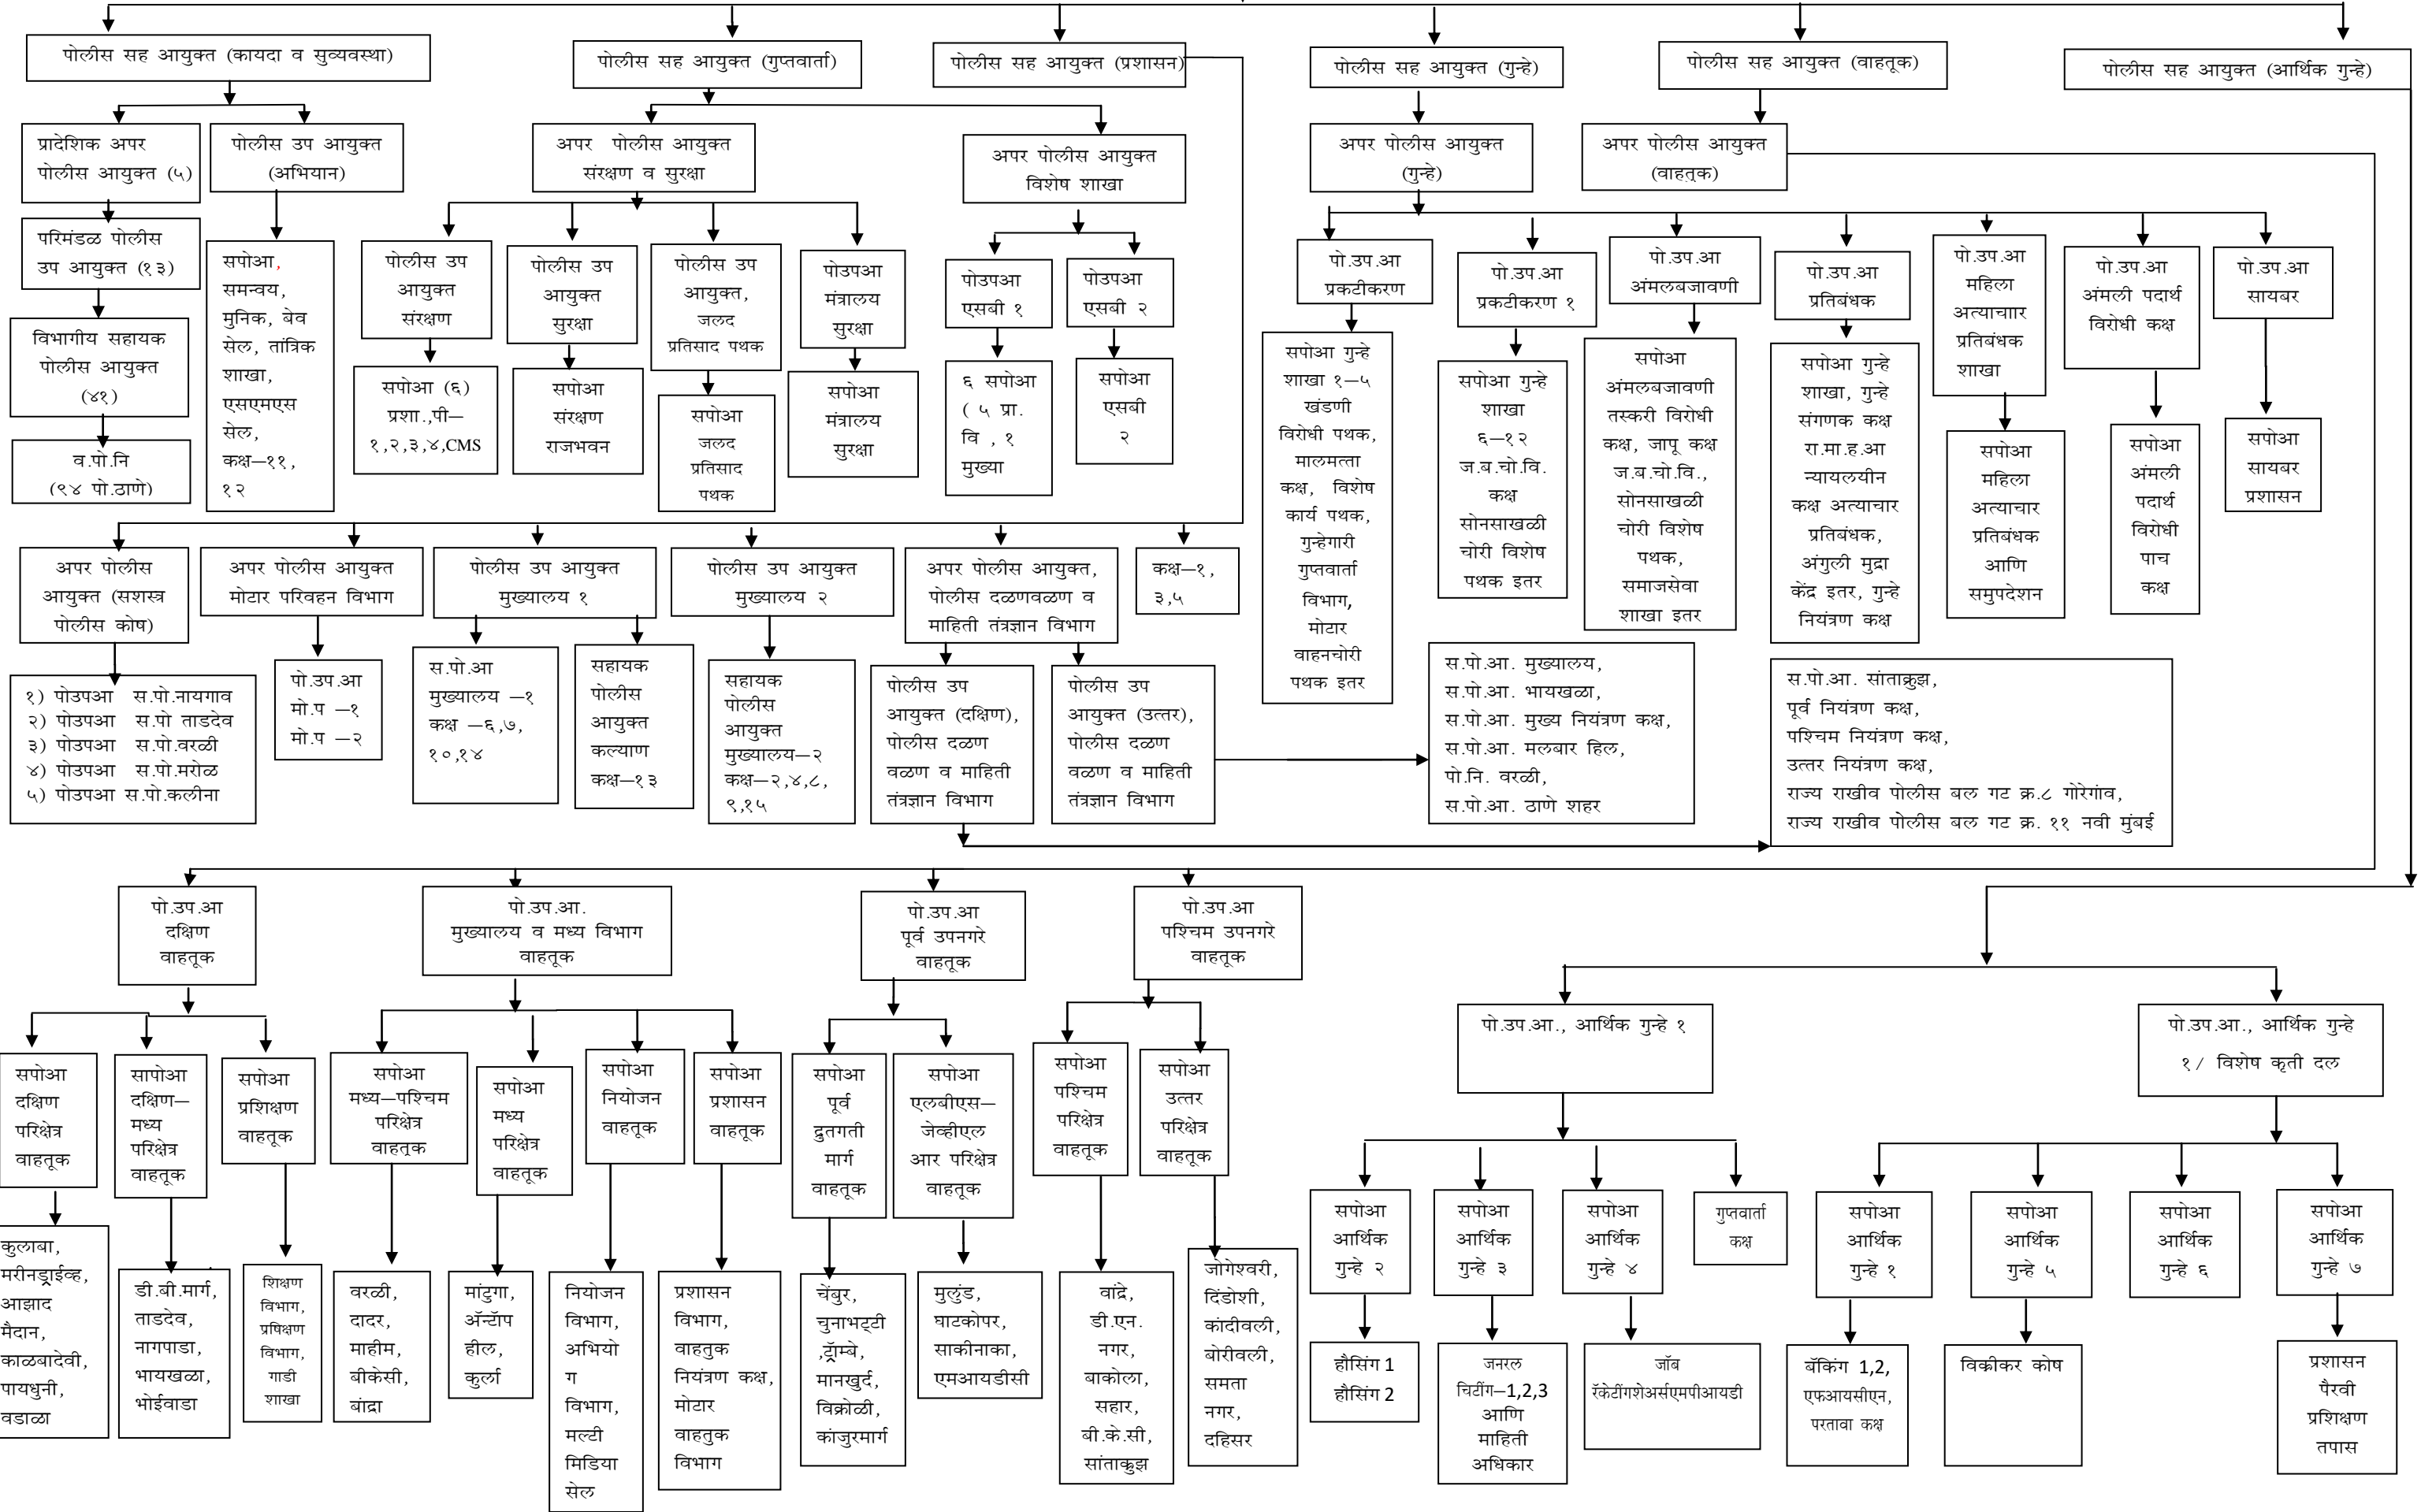 पोलीस सह आयुक्त (कायदा व सुव्यवस्था)
पोलीस सह आयुक्त (गुप्तवार्ता)
पोलीस सह आयुक्त (प्रशासन)
पोलीस सह आयुक्त (गुन्हे)
पोलीस सह आयुक्त (वाहतूक)
पोलीस सह आयुक्त (आर्थिक गुन्हे)
प्रादेशिक अपर
पोलीस आयुक्त (५)
पोलीस उप आयुक्त
(अभियान)
अपर पोलीस आयुक्त
संरक्षण व सुरक्षा
अपर पोलीस आयुक्त
विशेष शाखा
अपर पोलीस आयुक्त
(गुन्हे)
अपर पोलीस आयुक्त
(वाहतूक)
परिमंडळ पोलीस
उप आयुक्त (१३)
विभागीय सहायक
पोलीस आयुक्त
(४१)
व.पो.नि
(९४ पो.ठाणे)
सपोआ,
समन्वय,
मुनिक, बेव
सेल, तांत्रिक
शाखा,
एसएमएस
सेल,
कक्ष—११,
१२
पोलीस उप
आयुक्त
संरक्षण
सपोआ (६)
प्रशा.,पी—
१,२,३,४,CMS
पोलीस उप
आयुक्त
सुरक्षा
सपोआ
संरक्षण
राजभवन
पोलीस उप
आयुक्त,
जलद
प्रतिसाद पथक
सपोआ
जलद
प्रतिसाद
पथक
पोउपआ
मंत्रालय
सुरक्षा
सपोआ
मंत्रालय
सुरक्षा
पोउपआ
एसबी १
६ सपोआ
( ५ प्रा.
वि , १
मुख्या
पोउपआ
एसबी २
सपोआ
एसबी
२
पो.उप.आ
प्रकटीकरण
सपोआ गुन्हे
शाखा १—५
खंडणी
विरोधी पथक,
मालमत्ता
कक्ष, विशेष
कार्य पथक,
गुन्हेगारी
गुप्तवार्ता
विभाग,
मोटार
वाहनचोरी
पथक इतर
पो.उप.आ
प्रकटीकरण १
सपोआ गुन्हे
शाखा
६—१२
ज.ब.चो.वि.
कक्ष
सोनसाखळी
चोरी विशेष
पथक इतर
पो.उप.आ
अंमलबजावणी
सपोआ
अंमलबजावणी
तस्करी विरोधी
कक्ष, जापू कक्ष
ज.ब.चो.वि.,
सोनसाखळी
चोरी विशेष
पथक,
समाजसेवा
शाखा इतर
पो.उप.आ
प्रतिबंधक
सपोआ गुन्हे
शाखा, गुन्हे
संगणक कक्ष
रा.मा.ह.आ
न्यायलयीन
कक्ष अत्याचार
प्रतिबंधक,
अंगुली मुद्रा
केंद्र इतर, गुन्हे
नियंत्रण कक्ष
पो.उप.आ
महिला
अत्याचाार
प्रतिबंधक
शाखा
सपोआ
महिला
अत्याचार
प्रतिबंधक
आणि
समुपदेशन
पो.उप.आ
अंमली पदार्थ
विरोधी कक्ष
सपोआ
अंमली
पदार्थ
विरोधी
पाच
कक्ष
पो.उप.आ
सायबर
सपोआ
सायबर
प्रशासन
अपर पोलीस
आयुक्त (सशस्त्र
पोलीस कोष)
१) पोउपआ स.पो.नायगाव
२) पोउपआ स.पो ताडदेव
३) पोउपआ स.पो.वरळी
४) पोउपआ स.पो.मरोळ
५) पोउपआ स.पो.कलीना
अपर पोलीस आयुक्त
मोटार परिवहन विभाग
पो.उप.आ
मो.प —१
मो.प —२
पोलीस उप आयुक्त
मुख्यालय १
स.पो.आ
मुख्यालय —१
कक्ष —६,७,
१०,१४
सहायक
पोलीस
आयुक्त
कल्याण
कक्ष—१३
पोलीस उप आयुक्त
मुख्यालय २
सहायक
पोलीस
आयुक्त
मुख्यालय—२
कक्ष—२,४,८,
९,१५
अपर पोलीस आयुक्त,
पोलीस दळणवळण व
माहिती तंत्रज्ञान विभाग
पोलीस उप
आयुक्त (दक्षिण),
पोलीस दळण
वळण व माहिती
तंत्रज्ञान विभाग
पोलीस उप
आयुक्त (उत्तर),
पोलीस दळण
वळण व माहिती
तंत्रज्ञान विभाग
कक्ष—१,
३,५
स.पो.आ. मुख्यालय,
स.पो.आ. भायखळा,
स.पो.आ. मुख्य नियंत्रण कक्ष,
स.पो.आ. मलबार हिल,
पो.नि. वरळी,
स.पो.आ. ठाणे शहर
स.पो.आ. सांताक्रुझ,
पूर्व नियंत्रण कक्ष,
पश्चिम नियंत्रण कक्ष,
उत्तर नियंत्रण कक्ष,
राज्य राखीव पोलीस बल गट क्र.८ गोरेगांव,
राज्य राखीव पोलीस बल गट क्र. ११ नवी मुंबई
पो.उप.आ
दक्षिण
वाहतूक
पो.उप.आ.
मुख्यालय व मध्य विभाग
वाहतूक
पो.उप.आ
पूर्व उपनगरे
वाहतूक
पो.उप.आ
पश्चिम उपनगरे
वाहतूक
पो.उप.आ., आर्थिक गुन्हे १
पो.उप.आ., आर्थिक गुन्हे
१/ विशेष कृती दल
सपोआ
दक्षिण
परिक्षेत्र
वाहतूक
सापोआ
दक्षिण—
मध्य
परिक्षेत्र
वाहतूक
सपोआ
प्रशिक्षण
वाहतूक
सपोआ
मध्य—पश्चिम
परिक्षेत्र
वाहतूक
सपोआ
मध्य
परिक्षेत्र
वाहतूक
सपोआ
नियोजन
वाहतूक
सपोआ
प्रशासन
वाहतूक
सपोआ
पूर्व
द्रुतगती
मार्ग
वाहतूक
सपोआ
एलबीएस—
जेव्हीएल
आर परिक्षेत्र
वाहतूक
सपोआ
पश्चिम
परिक्षेत्र
वाहतूक
सपोआ
उत्तर
परिक्षेत्र
वाहतूक
सपोआ
आर्थिक
गुन्हे २
सपोआ
आर्थिक
गुन्हे ३
सपोआ
आर्थिक
गुन्हे ४
गुप्तवार्ता
कक्ष
सपोआ
आर्थिक
गुन्हे १
सपोआ
आर्थिक
गुन्हे ५
सपोआ
आर्थिक
गुन्हे ६
सपोआ
आर्थिक
गुन्हे ७
कुलाबा,
मरीनड्राईव्ह,
आझाद
मैदान,
काळबादेवी,
पायधुनी,
वडाळा
डी.बी.मार्ग,
ताडदेव,
नागपाडा,
भायखळा,
भोईवाडा
शिक्षण
विभाग,
प्रषिक्षण
विभाग,
गाडी
शाखा
वरळी,
दादर,
माहीम,
बीकेसी,
बांद्रा
मांटुगा,
ॲन्टॉप
हील,
कुर्ला
नियोजन
विभाग,
अभियो
ग
विभाग,
मल्टी
मिडिया
सेल
प्रशासन
विभाग,
वाहतुक
नियंत्रण कक्ष,
मोटार
वाहतुक
विभाग
चेंबुर,
चुनाभट्टी
,ट्रॉम्बे,
मानखुर्द,
विक्रोळी,
कांजुरमार्ग
मुलुंड,
घाटकोपर,
साकीनाका,
एमआयडीसी
वांद्रे,
डी.एन.
नगर,
बाकोला,
सहार,
बी.के.सी,
सांताक्रुझ
जोगेश्वरी,
दिंडोशी,
कांदीवली,
बोरीवली,
समता
नगर,
दहिसर
हौसिंग 1
हौसिंग 2
जनरल
चिटींग—1,2,3
आणि
माहिती
अधिकार
जॉब
रॅकेटींगशेअर्सएमपीआयडी
बॅकिंग 1,2,
एफआयसीएन,
परतावा कक्ष
विक्रीकर कोष
प्रशासन
पैरवी
प्रशिक्षण
तपास